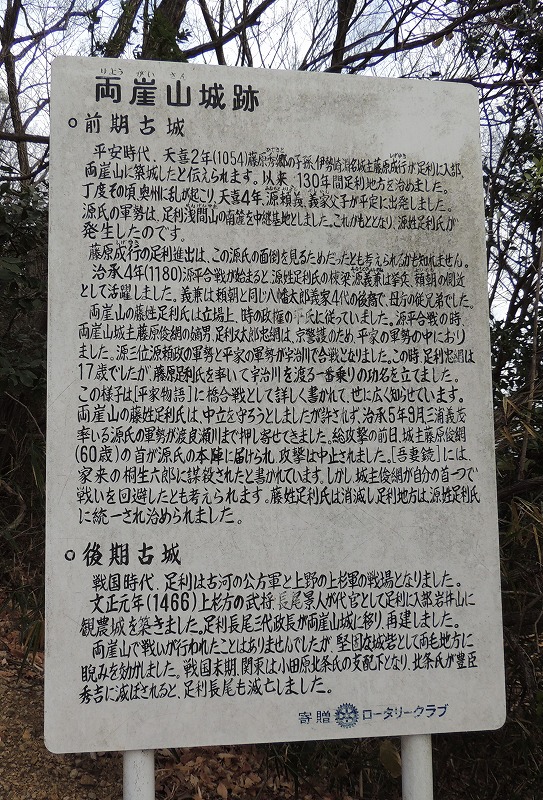 りょう がい さん
両崖山城跡
○前期古城
平安時代、天喜2年(1054)藤原秀郷の子孫、伊勢崎渕名城主藤原成行が足利に入部、
両崖山に築城したと伝えられます。以来、130年間足利地方を治めました。
丁度その頃、奥州に乱が起こり、天喜4年、源頼義、義家父子が平定に出発しました。
源氏の軍勢は、足利浅間山の南麓を中継基地としました。これがもととなり、源姓足利氏が
発生したのです。
藤原成行の足利進出は、この源氏の面倒を見るためだったとも考えられるかも知れません。
治承4年(1180)源平合戦が始まると、源姓足利氏の棟梁源義兼は挙兵、頼朝の側近
として活躍しました。義兼は頼朝と同じ八幡太郎義家4代の後裔で、母方の従兄弟でした。
両崖山の藤姓足利氏は立場上、時の政権の平氏に従っていました。源平合戦の時、
両崖山城主藤原俊綱の嫡男、足利又太郎忠綱は、京警護のため、平家の軍勢の中にあり
ました。源三位頼政の軍勢と平家の軍勢が宇治川で合戦となりました。この時、足利忠綱は
17歳でしたが、藤原足利氏を率いて宇治川を渡る一番乗りの功名を立てました。
この様子は[平家物語]に橋合戦として詳しく書かれて、世に広く知らせています。
両崖山の藤姓足利氏は、中立を守ろうとしましたが許されず、治承5年9月三浦義茂
率いる源氏の軍勢が渡良瀬川まで押し寄せてきました。総攻撃の前日、城主藤原俊綱
(60歳)の首が源氏の本陣に届けられ、攻撃は中止されました。[吾妻鏡]には、
家来の桐生六郎に謀殺されたと書かれています。しかし、城主俊綱が自分の首一つで
戦いを回避したとも考えられます。藤姓足利氏は消滅し、足利地方は、源姓足利氏
に統一され治められました。
○後期古城
戦国時代、足利は古河の公方軍と上野の上杉軍の戦場となりました。
文正元年(1466)上杉方の武将、長尾景人が代官として足利に入部、岩井山に
観農城を築きました。足利長尾三代政長が両崖山城に移り、再建しました。
両崖山で戦いが行われたことはありませんでしたが、堅固な城砦として両毛地方に
睨みを効かしました。戦国末期、関東は小田原北条氏の支配下となり、北条氏が豊臣
秀吉に滅ぼされると、足利長尾も滅亡しました。
寄贈 ロータリークラブ